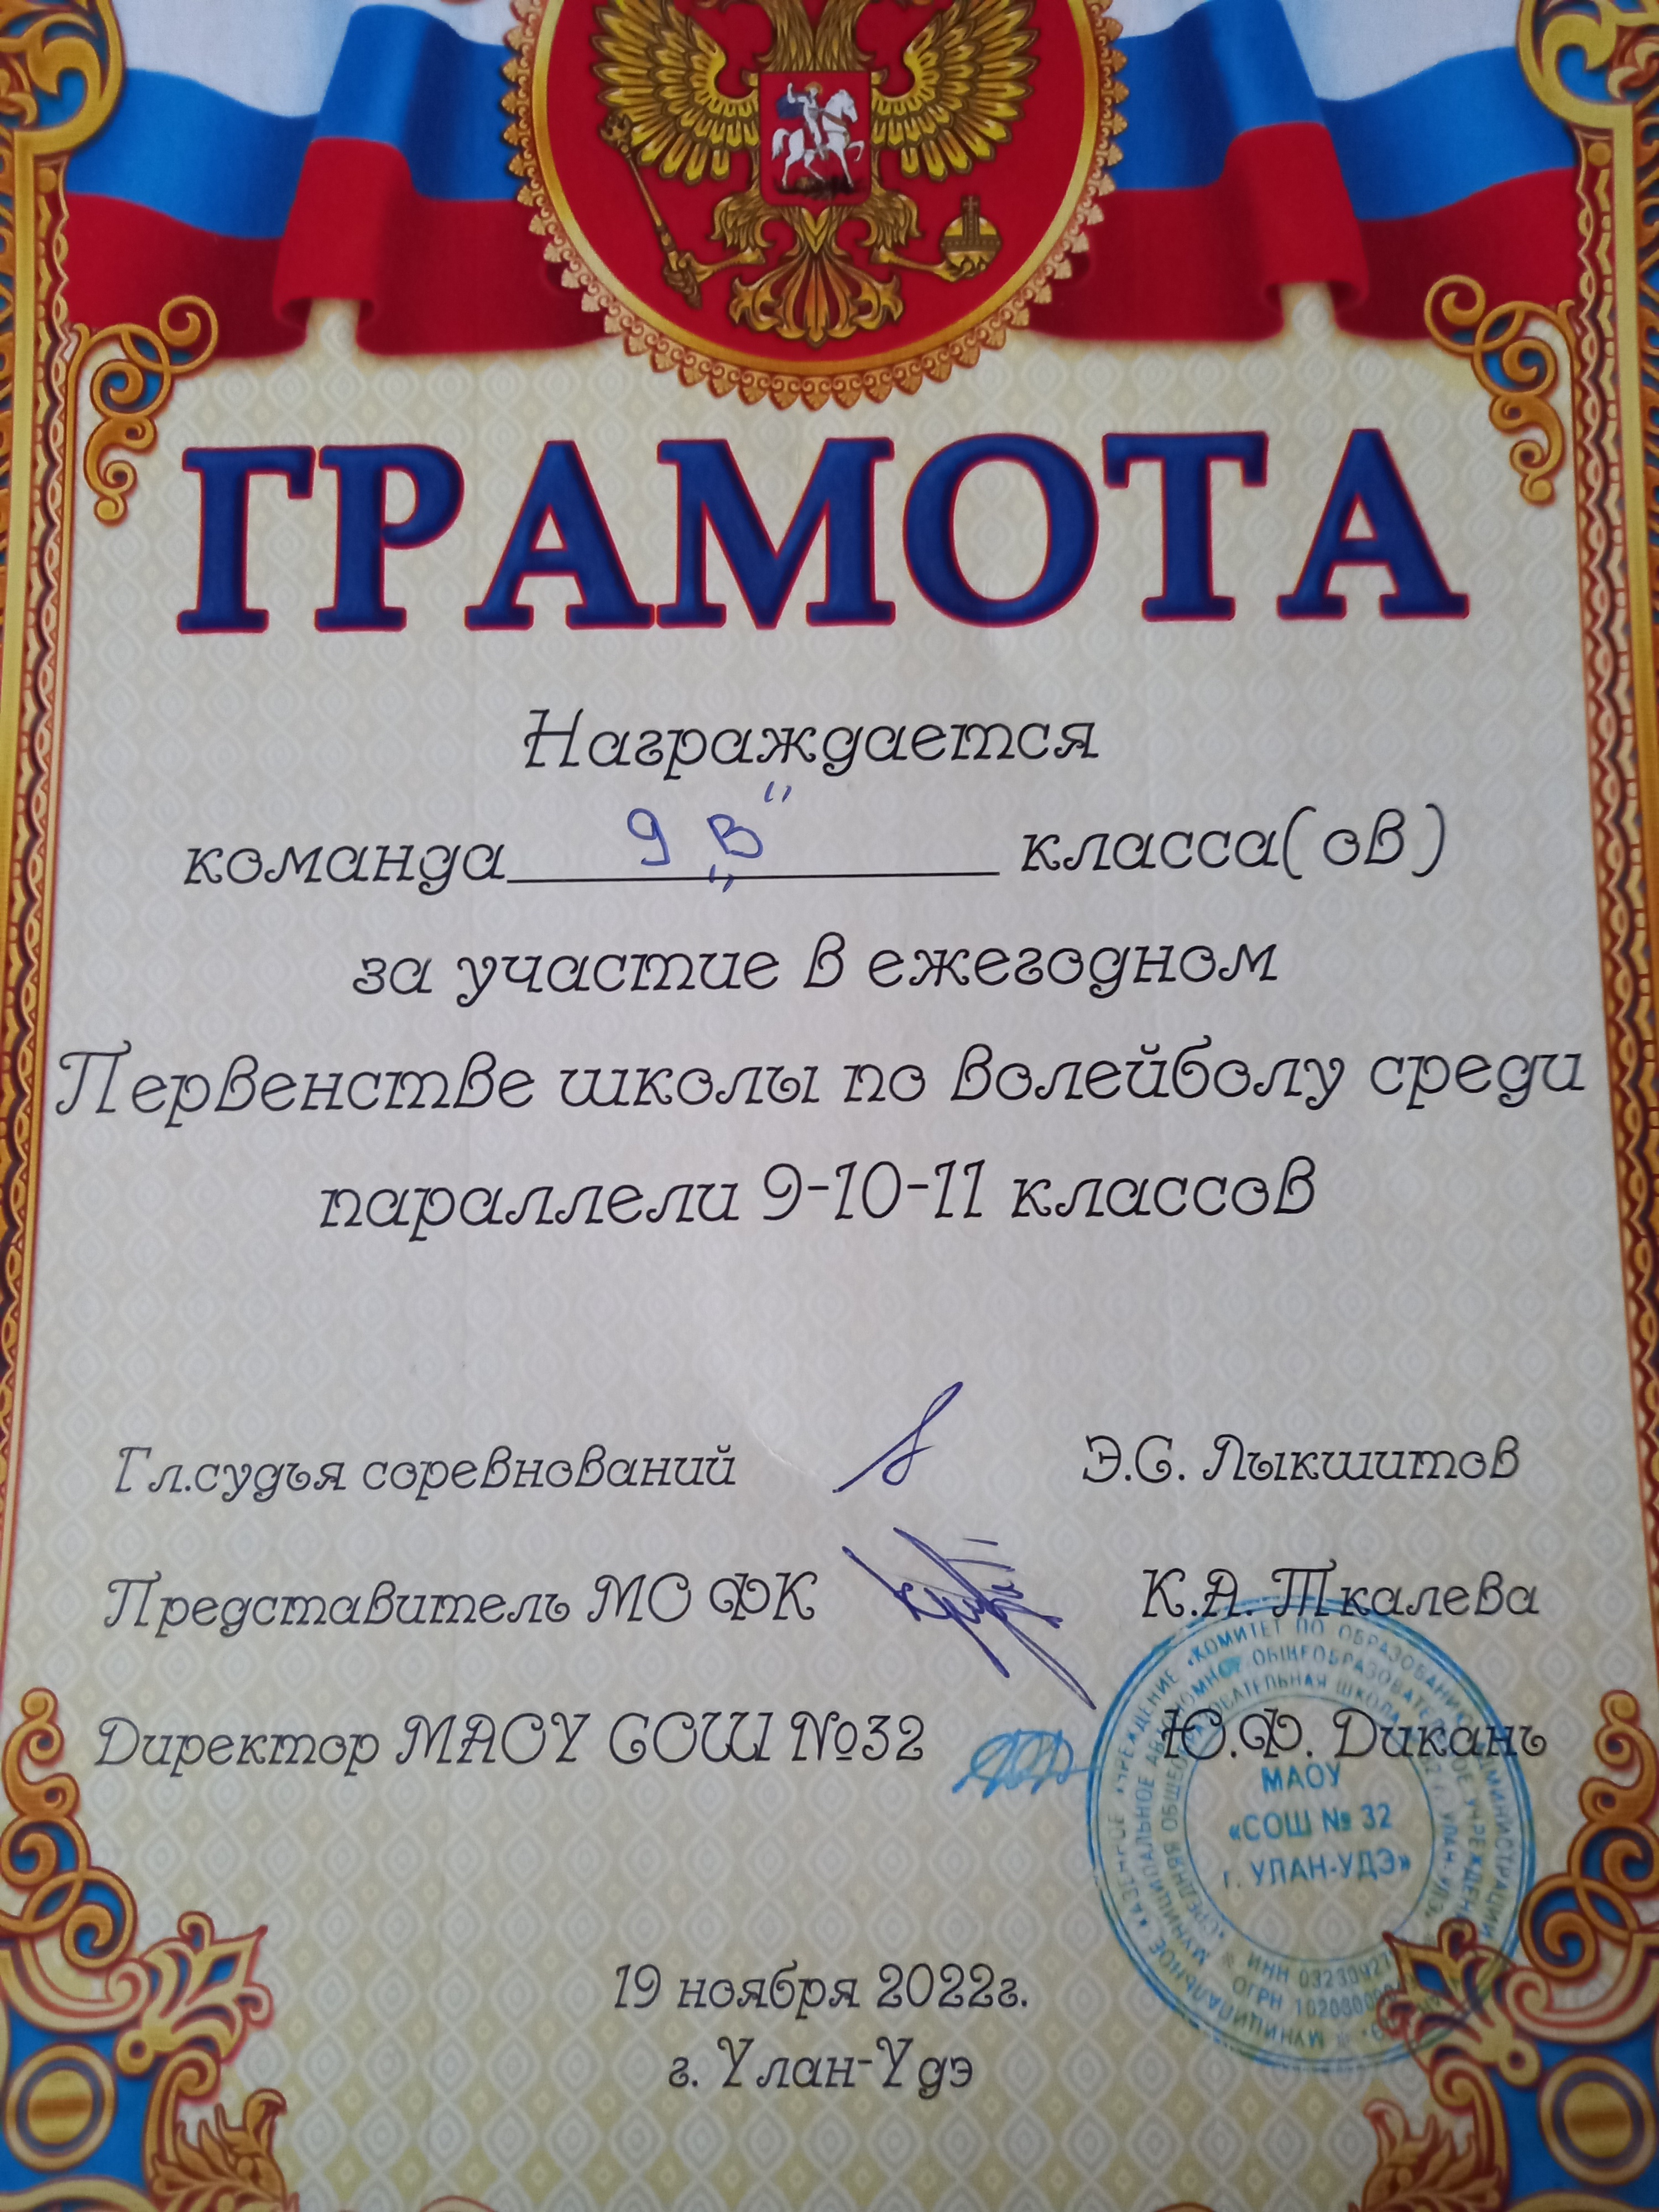 ГРАМОТА
Награждается
команда 9 „В“ класса(ов)
за участие в ежегодном
Первенстве школы по волейболу среди
параллели 9-10-11 классов
Гл.судья соревнований Э.С. Лыкшитов
Представитель МО ФК К.А. Ткалева
Директор МАОУ СОШ №32 Ю.Ф. Дикань
МАОУ
«СОШ № 32
г. УЛАН-УДЭ»
19 ноября 2022г.
г. Улан-Удэ